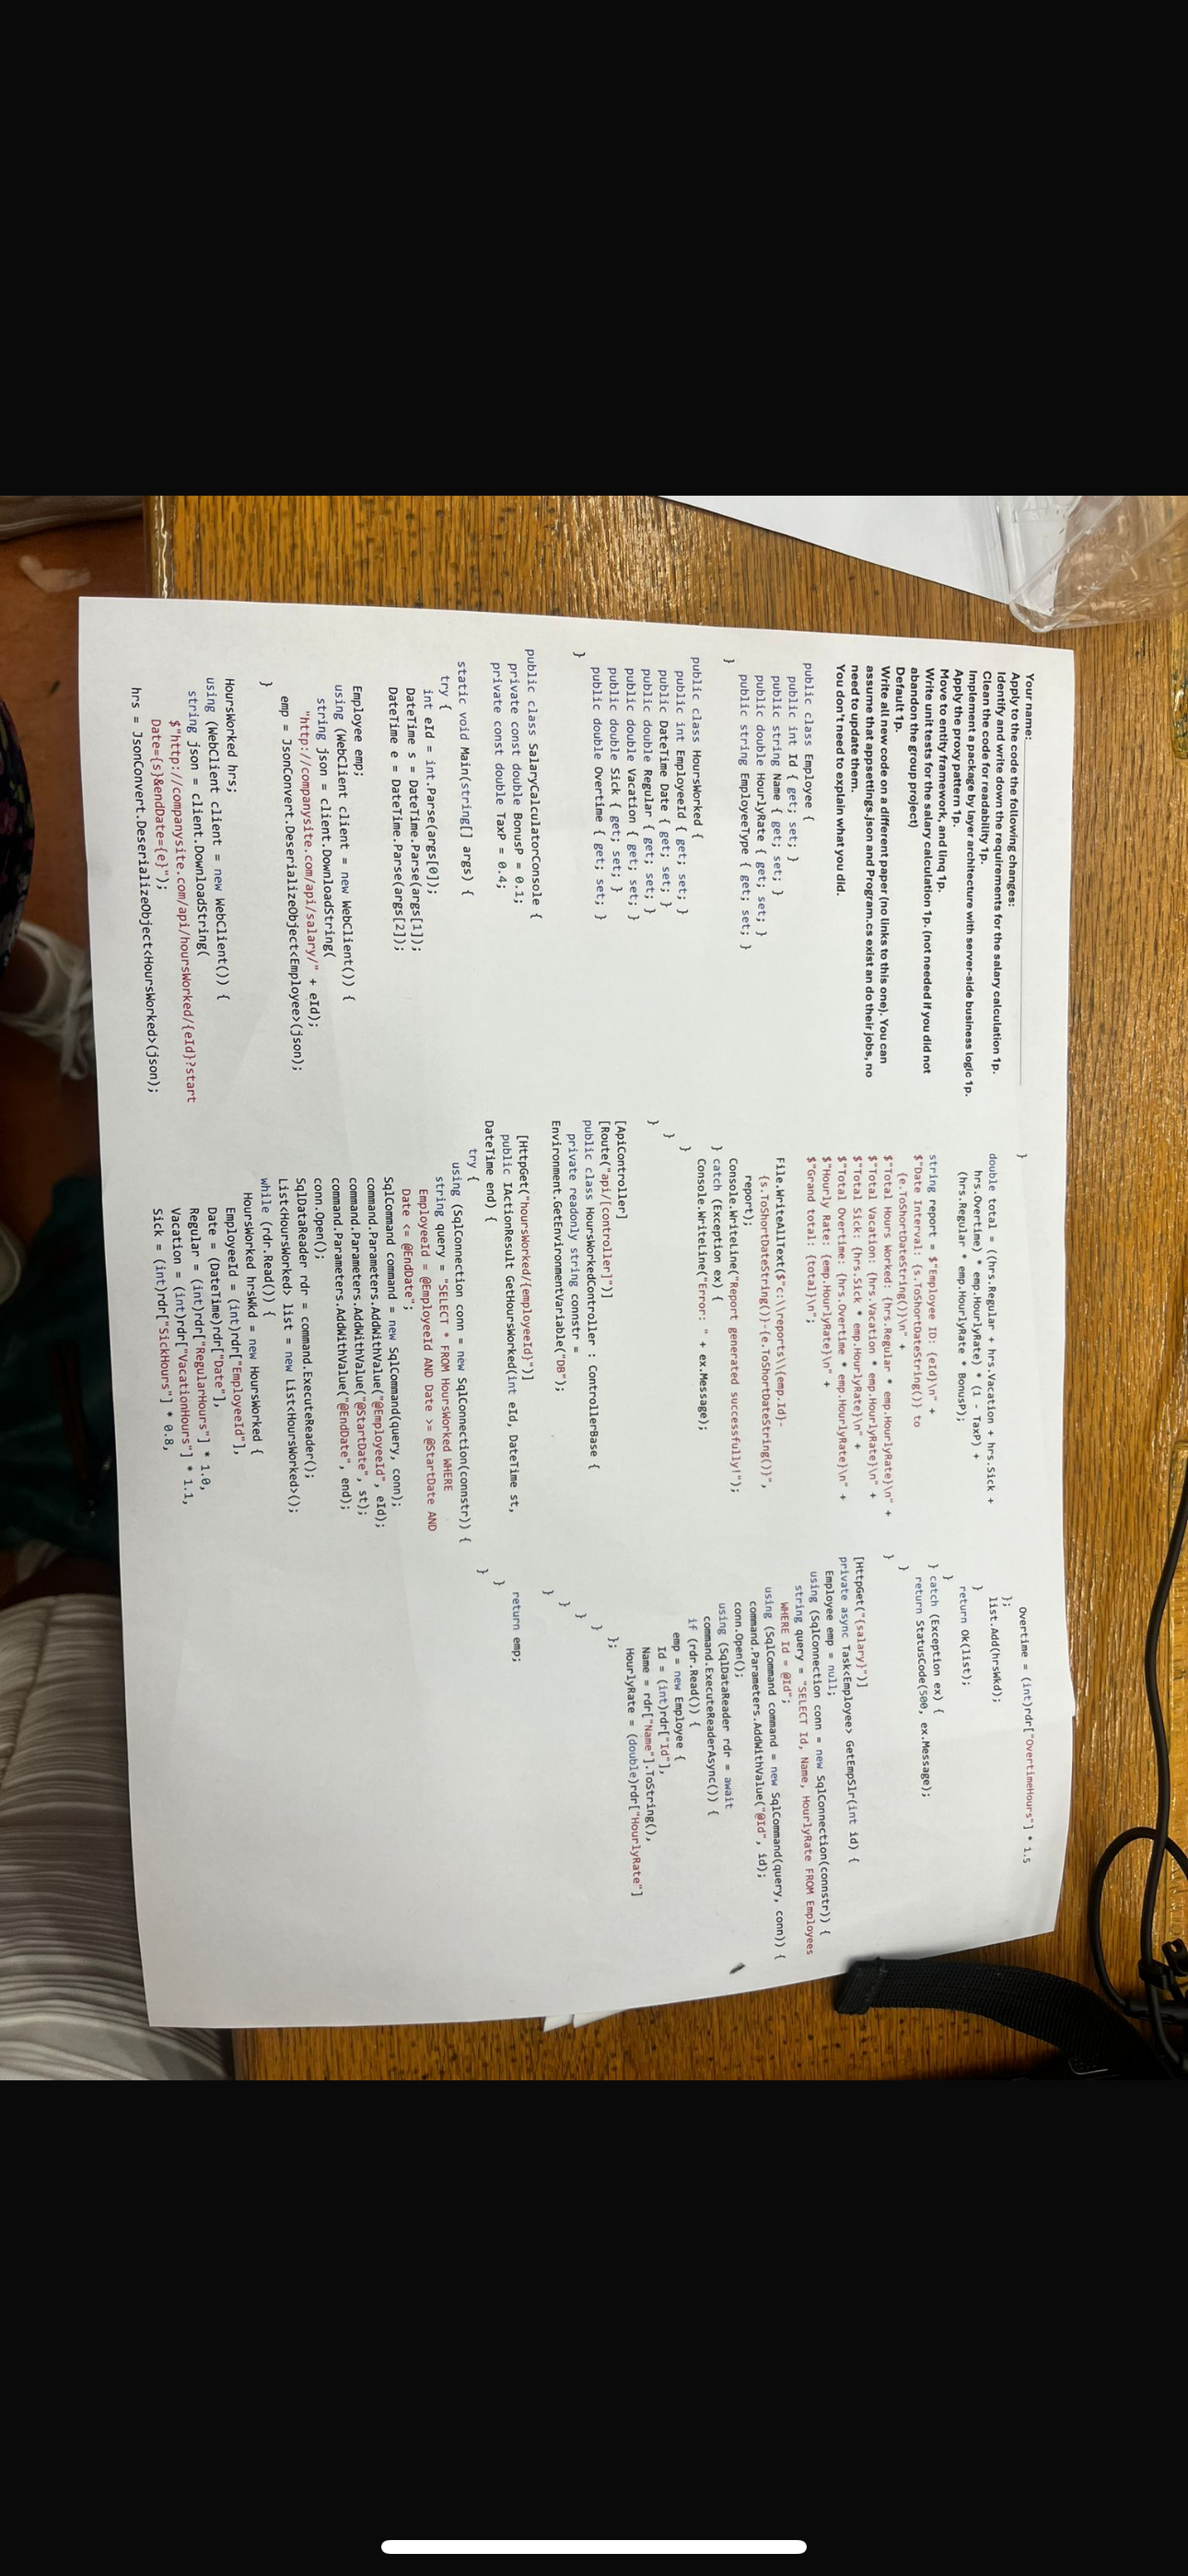 Your name:
Apply to the code the following changes:
Identify and write down the requirements for the salary calculation 1p.
Clean the code for readability 1p.
Implement a package by layer architecture with server-side business logic 1p.
Apply the proxy pattern 1p.
Move to entity framework, and linq 1p.
Write unit tests for the salary calculation 1p. (not needed if you did not
abandon the group project)
Default 1p.
Write all new code on a different paper (no links to this one). You can
assume that appsettings.json and Program.cs exist an do their jobs, no
need to update them.
You don't need to explain what you did.
public class Employee {
public int Id { get; set; }
public string Name { get; set; }
public double HourlyRate { get; set; }
public string EmployeeType { get; set; }
}
public class HoursWorked {
public int EmployeeId { get; set; }
public DateTime Date { get; set; }
public double Regular { get; set; }
public double Vacation { get; set; }
public double Sick { get; set; }
public double Overtime { get; set; }
}
public class SalaryCalculatorConsole {
private const double BonusP = 0.1;
private const double TaxP = 0.4;
static void Main(string[] args) {
try {
int eId = int.Parse(args[0]);
DateTime s = DateTime.Parse(args[1]);
DateTime e = DateTime.Parse(args[2]);
Employee emp;
using (WebClient client = new WebClient()) {
string json = client.DownloadString(
"http://companysite.com/api/salary/" + eId);
emp = JsonConvert.DeserializeObject<Employee>(json);
}
HoursWorked hrs;
using (WebClient client = new WebClient()) {
string json = client.DownloadString(
$"http://companysite.com/api/hoursWorked/{eId}?start
Date={s}&endDate={e}");
hrs = JsonConvert.DeserializeObject<HoursWorked>(json);
}
double total = ((hrs.Regular + hrs.Vacation + hrs.Sick +
hrs.Overtime) * emp.HourlyRate) * (1 - TaxP) +
(hrs.Regular * emp.HourlyRate * BonusP);
string report = $"Employee ID: {eId}\n" +
$"Date Interval: {s.ToShortDateString()} to
{e.ToShortDateString()}\n" +
$"Total Hours Worked: {hrs.Regular * emp.HourlyRate}\n" +
$"Total Vacation: {hrs.Vacation * emp.HourlyRate}\n" +
$"Total Sick: {hrs.Sick * emp.HourlyRate}\n" +
$"Total Overtime: {hrs.Overtime * emp.HourlyRate}\n" +
$"Hourly Rate: {emp.HourlyRate}\n" +
$"Grand total: {total}\n";
File.WriteAllText($"c:\\reports\\{emp.Id}-
{s.ToShortDateString()}-{e.ToShortDateString()}",
report);
Console.WriteLine("Report generated successfully!");
} catch (Exception ex) {
Console.WriteLine("Error: " + ex.Message);
}
}
}
[ApiController]
[Route("api/[controller]")]
public class HoursWorkedController : ControllerBase {
private readonly string connstr =
Environment.GetEnvironmentVariable("DB");
[HttpGet("hoursWorked/{employeeId}")]
public IActionResult GetHoursWorked(int eId, DateTime st,
DateTime end) {
try {
using (SqlConnection conn = new SqlConnection(connstr)) {
string query = "SELECT * FROM HoursWorked WHERE
EmployeeId = @EmployeeId AND Date >= @StartDate AND
Date <= @EndDate";
SqlCommand command = new SqlCommand(query, conn);
command.Parameters.AddWithValue("@EmployeeId", eId);
command.Parameters.AddWithValue("@StartDate", st);
command.Parameters.AddWithValue("@EndDate", end);
conn.Open();
SqlDataReader rdr = command.ExecuteReader();
List<HoursWorked> list = new List<HoursWorked>();
while (rdr.Read()) {
HoursWorked hrsWkd = new HoursWorked {
EmployeeId = (int)rdr["EmployeeId"],
Date = (DateTime)rdr["Date"],
Regular = (int)rdr["RegularHours"] * 1.0,
Vacation = (int)rdr["VacationHours"] * 1.1,
Sick = (int)rdr["SickHours"] * 0.8,
Overtime = (int)rdr["OvertimeHours"] * 1.5
};
list.Add(hrsWkd);
}
return Ok(list);
}
} catch (Exception ex) {
return StatusCode(500, ex.Message);
}
}
[HttpGet("{salary}")]
private async Task<Employee> GetEmpSlr(int id) {
Employee emp = null;
using (SqlConnection conn = new SqlConnection(connstr)) {
string query = "SELECT Id, Name, HourlyRate FROM Employees
WHERE Id = @Id";
using (SqlCommand command = new SqlCommand(query, conn)) {
command.Parameters.AddWithValue("@Id", id);
conn.Open();
using (SqlDataReader rdr = await
command.ExecuteReaderAsync()) {
if (rdr.Read()) {
emp = new Employee {
Id = (int)rdr["Id"],
Name = rdr["Name"].ToString(),
HourlyRate = (double)rdr["HourlyRate"]
};
}
}
}
}
return emp;
}
}